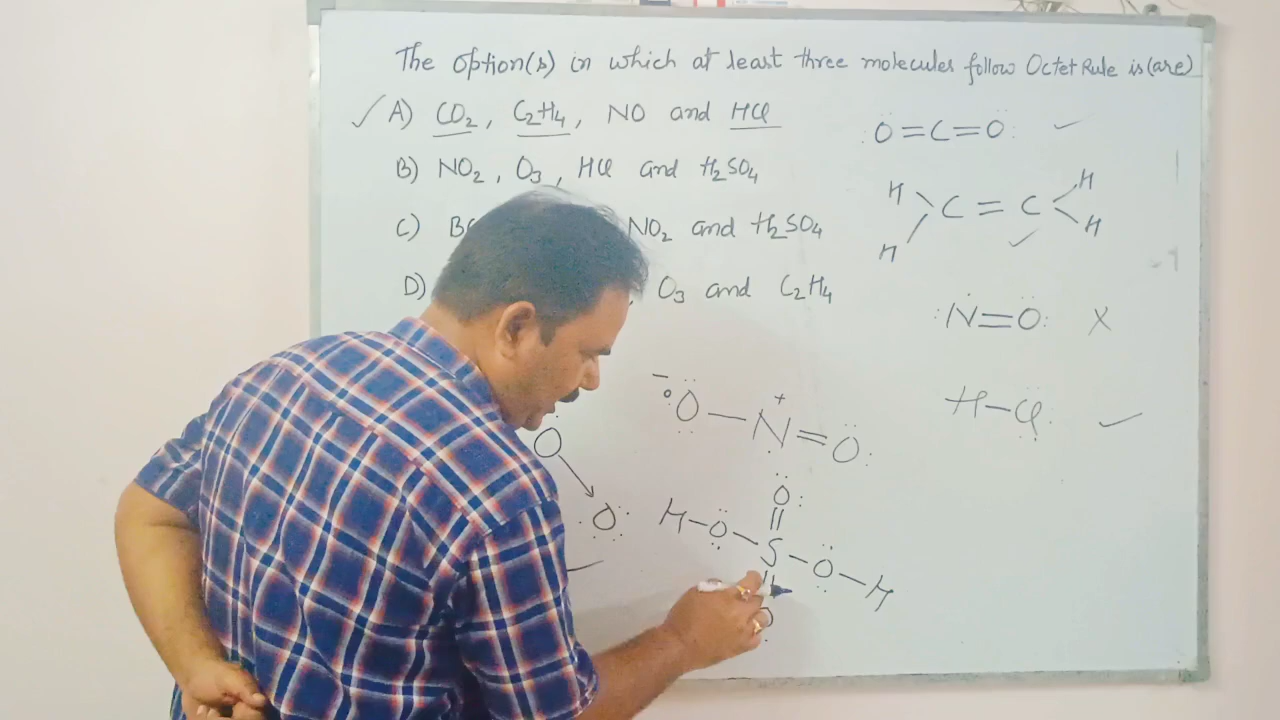 The Option(s) in which at least three molecules follow Octet Rule is (are)
✓ A) CO₂, C₂H₄, NO and HCl
B) NO₂, O₃, HCl and H₂SO₄
C) NO₂ and H₂SO₄
D) O₃ and C₂H₄
:Ö=C=Ö: ✓
H H
C = C
H H
✓
:Ṅ=Ö: X
H-Cl ✓
⁻ O — N⁺ = O
O
O
O
H-O-S-O-H
O